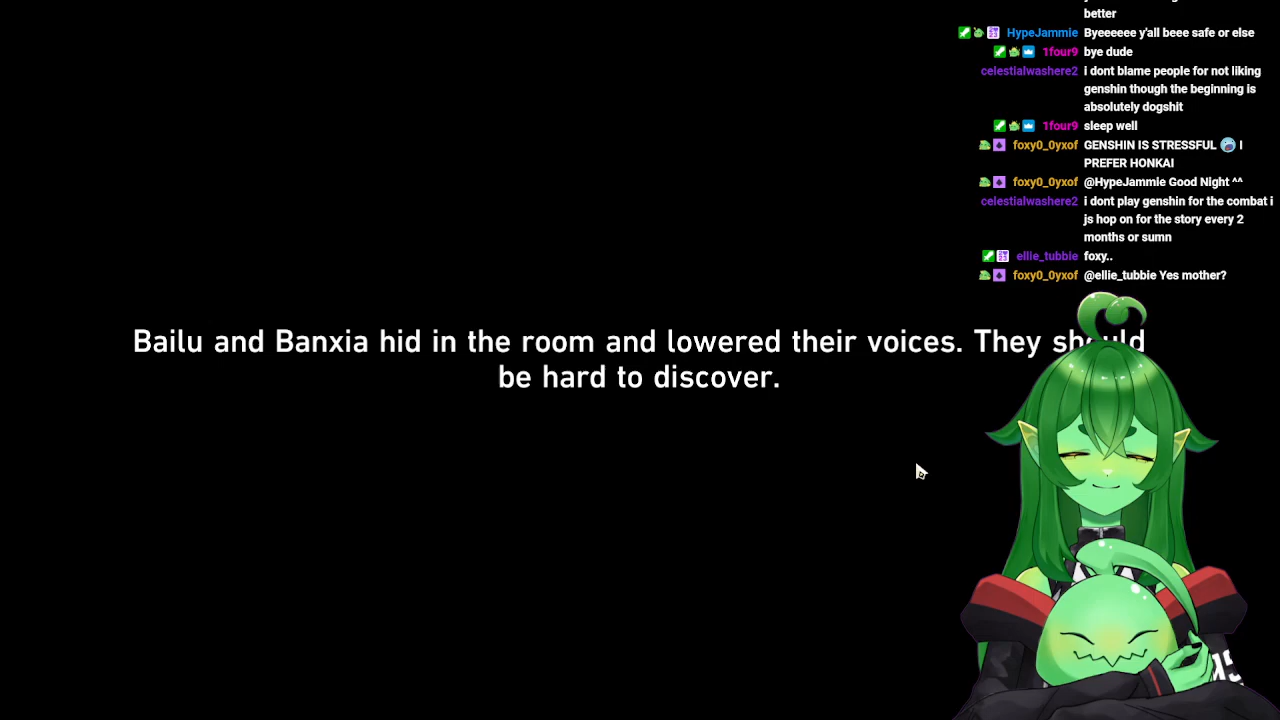 better
HypeJammie Byeeeeee y'all beee safe or else
1four9 bye dude
celestialwashere2 i dont blame people for not liking
genshin though the beginning is
absolutely dogshit
1four9 sleep well
foxy0_0yxof GENSHIN IS STRESSFUL I
PREFER HONKAI
foxy0_0yxof @HypeJammie Good Night ^^
celestialwashere2 i dont play genshin for the combat i
js hop on for the story every 2
months or sumn
ellie_tubbie foxy..
foxy0_0yxof @ellie_tubbie Yes mother?
Bailu and Banxia hid in the room and lowered their voices. They should
be hard to discover.